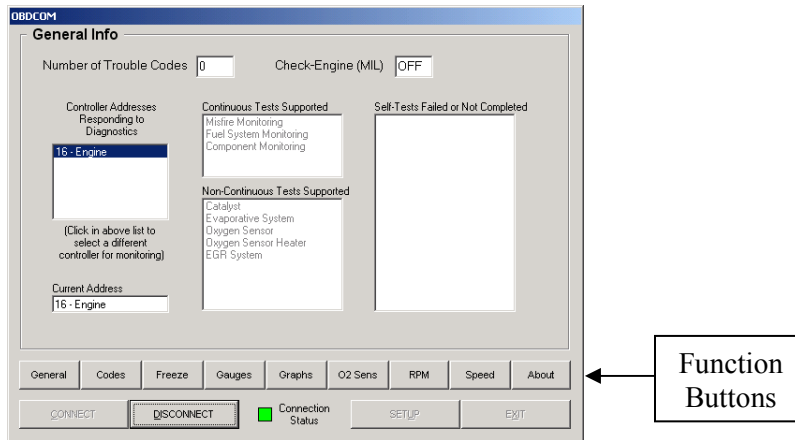 OBDCOM
General Info
Number of Trouble Codes 0 Check-Engine (MIL) OFF
Controller Addresses
Responding to
Diagnostics
16 - Engine
(Click in above list to
select a different
controller for monitoring)
Current Address
16 - Engine
Continuous Tests Supported
Misfire Monitoring
Fuel System Monitoring
Component Monitoring
Non-Continuous Tests Supported
Catalyst
Evaporative System
Oxygen Sensor
Oxygen Sensor Heater
EGR System
Self-Tests Failed or Not Completed
General Codes Freeze Gauges Graphs O2 Sens RPM Speed About
CONNECT DISCONNECT Connection
Status SETUP EXIT
Function
Buttons